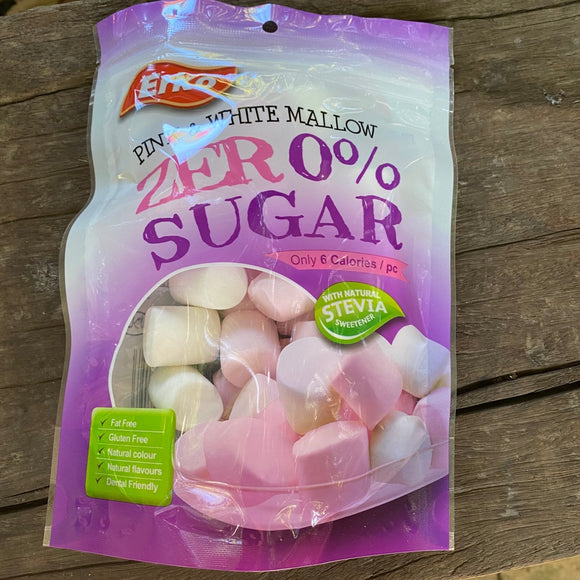 Erko
PINK & WHITE MALLOW
ZER0%
SUGAR
Only 6 Calories / pc
WITH NATURAL
STEVIA
SWEETENER
✓ Fat Free
✓ Gluten Free
✓ Natural colour
✓ Natural flavours
✓ Dental Friendly